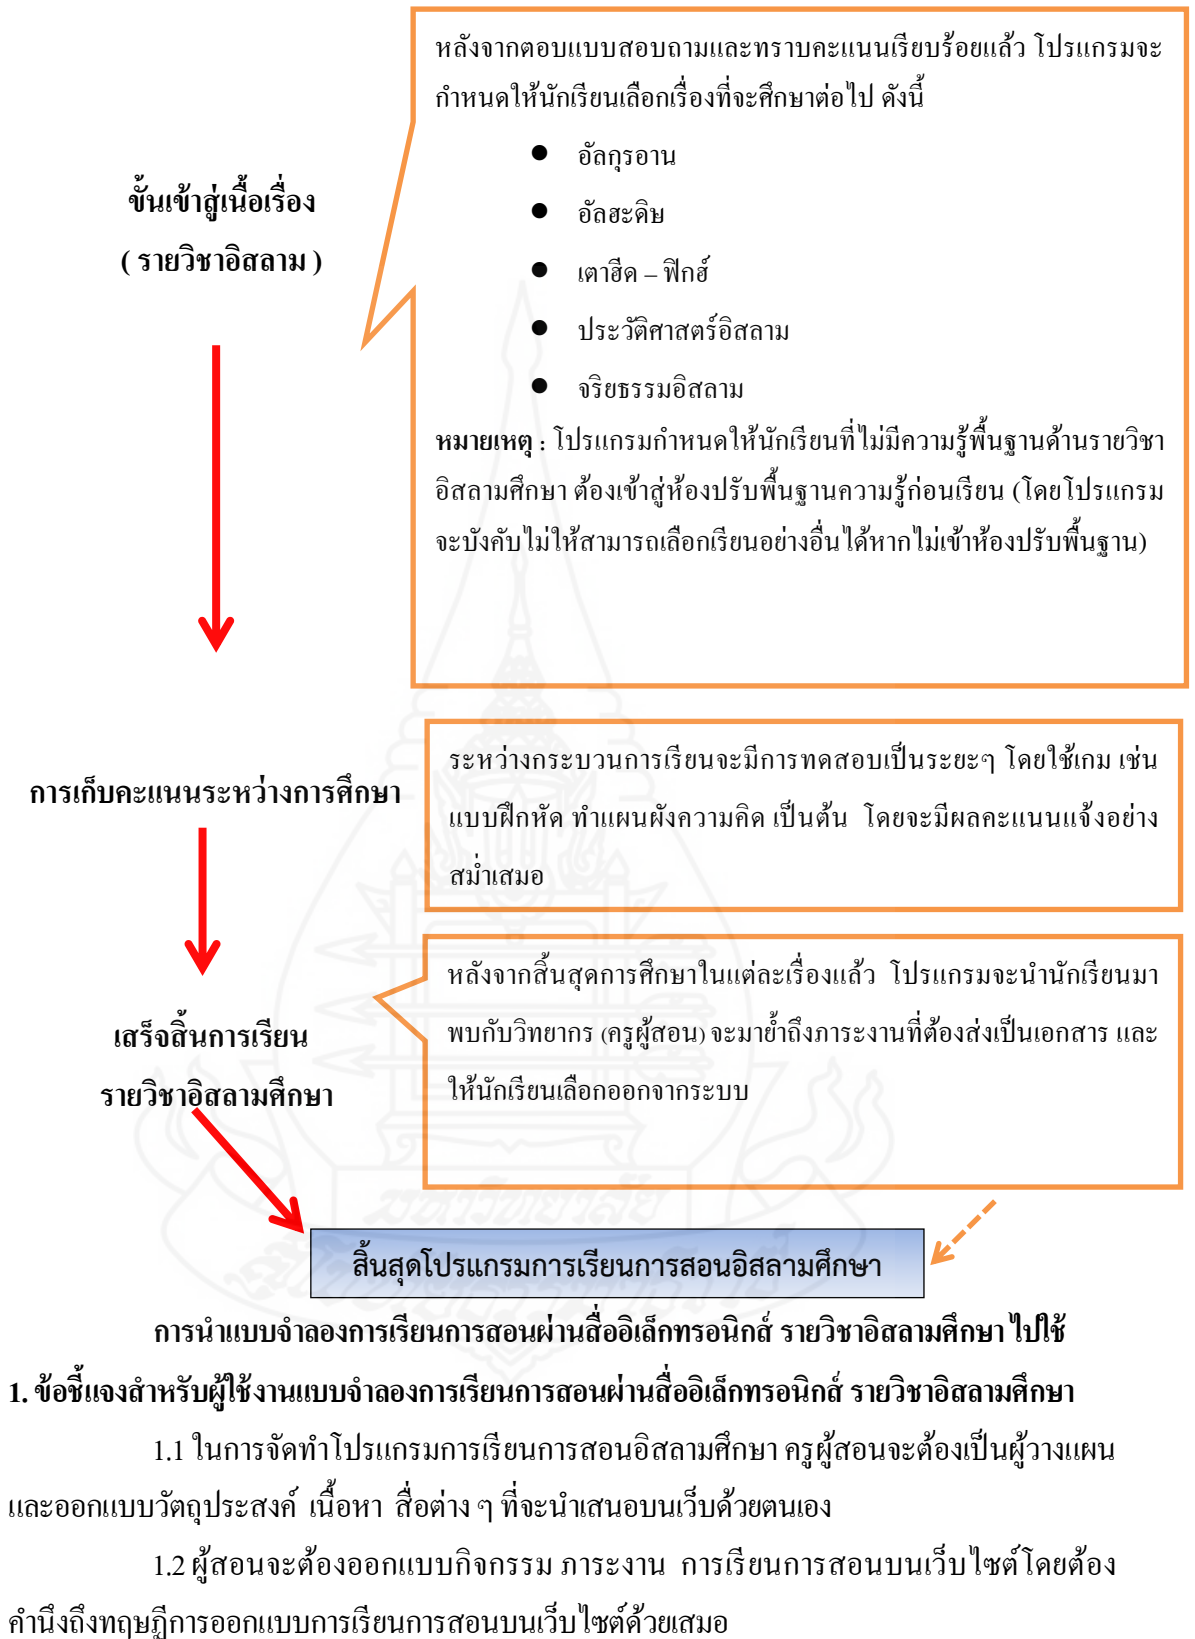 หลังจากตอบแบบสอบถามและทราบคะแนนเรียบร้อยแล้ว โปรแกรมจะ
กำหนดให้นักเรียนเลือกเรื่องที่จะศึกษาต่อไป ดังนี้
● อัลกุรอาน
● อัลฮะดิษ
● เตาฮีด – ฟิกฮ์
● ประวัติศาสตร์อิสลาม
● จริยธรรมอิสลาม
หมายเหตุ : โปรแกรมกำหนดให้นักเรียนที่ไม่มีความรู้พื้นฐานด้านรายวิชา
อิสลามศึกษา ต้องเข้าสู่ห้องปรับพื้นฐานความรู้ก่อนเรียน (โดยโปรแกรม
จะบังคับไม่ให้สามารถเลือกเรียนอย่างอื่นได้หากไม่เข้าห้องปรับพื้นฐาน)
ขั้นเข้าสู่เนื้อเรื่อง
( รายวิชาอิสลาม )
การเก็บคะแนนระหว่างการศึกษา
ระหว่างกระบวนการเรียนจะมีการทดสอบเป็นระยะๆ โดยใช้เกม เช่น
แบบฝึกหัด ทำแผนผังความคิด เป็นต้น โดยจะมีผลคะแนนแจ้งอย่าง
สม่ำเสมอ
เสร็จสิ้นการเรียน
รายวิชาอิสลามศึกษา
หลังจากสิ้นสุดการศึกษาในแต่ละเรื่องแล้ว โปรแกรมจะนำนักเรียนมา
พบกับวิทยากร (ครูผู้สอน) จะมาย้ำถึงภาระงานที่ต้องส่งเป็นเอกสาร และ
ให้นักเรียนเลือกออกจากระบบ
สิ้นสุดโปรแกรมการเรียนการสอนอิสลามศึกษา
การนำแบบจำลองการเรียนการสอนผ่านสื่ออิเล็กทรอนิกส์ รายวิชาอิสลามศึกษา ไปใช้
1. ข้อชี้แจงสำหรับผู้ใช้งานแบบจำลองการเรียนการสอนผ่านสื่ออิเล็กทรอนิกส์ รายวิชาอิสลามศึกษา
1.1 ในการจัดทำโปรแกรมการเรียนการสอนอิสลามศึกษา ครูผู้สอนจะต้องเป็นผู้วางแผน
และออกแบบวัตถุประสงค์ เนื้อหา สื่อต่าง ๆ ที่จะนำเสนอบนเว็บด้วยตนเอง
1.2 ผู้สอนจะต้องออกแบบกิจกรรม ภาระงาน การเรียนการสอนบนเว็บไซต์โดยต้อง
คำนึงถึงทฤษฎีการออกแบบการเรียนการสอนบนเว็บไซต์ด้วยเสมอ